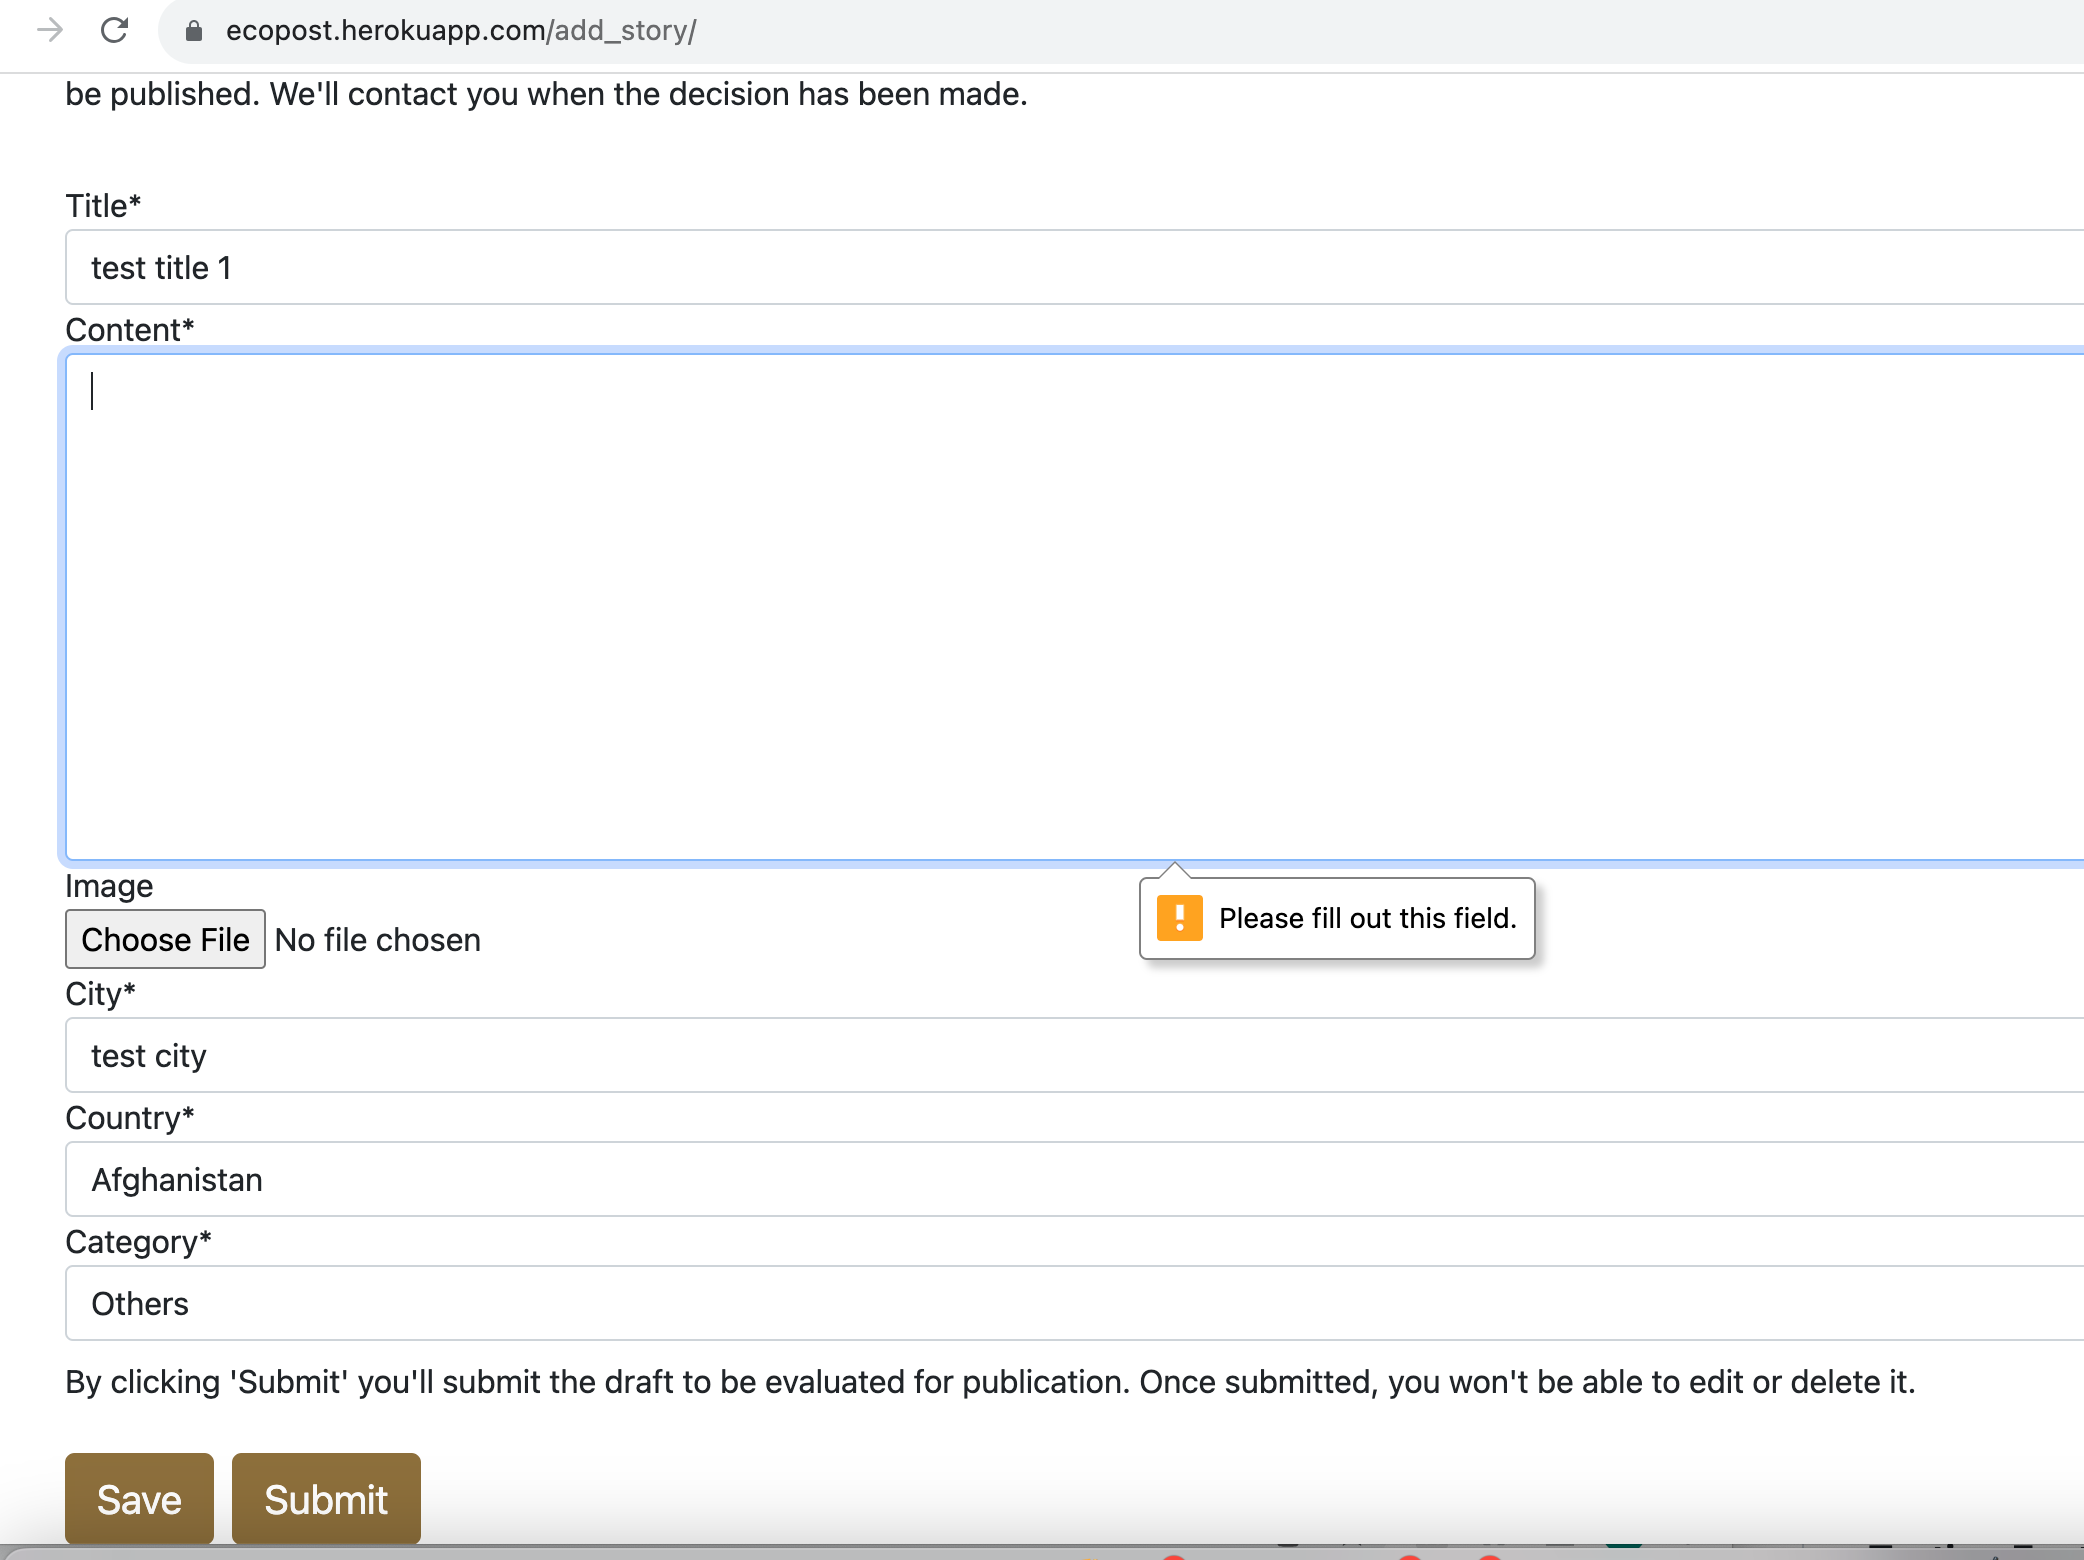 ecopost.herokuapp.com/add_story/
be published. We'll contact you when the decision has been made.
Title*
test title 1
Content*
Image
Please fill out this field.
Choose File No file chosen
City*
test city
Country*
Afghanistan
Category*
Others
By clicking 'Submit' you'll submit the draft to be evaluated for publication. Once submitted, you won't be able to edit or delete it.
Save Submit